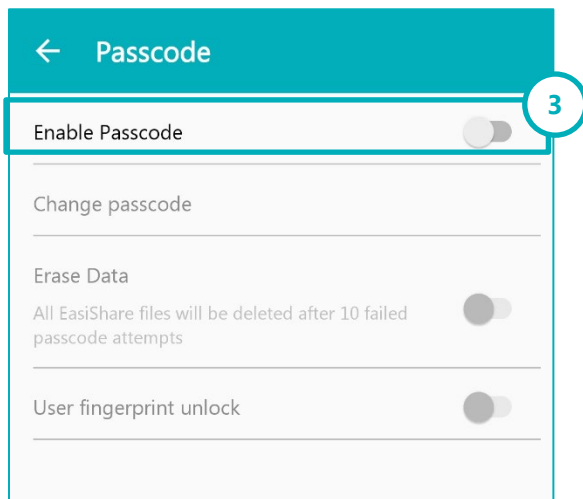 Passcode
3
Enable Passcode
Change passcode
Erase Data
All EasiShare files will be deleted after 10 failed
passcode attempts
User fingerprint unlock